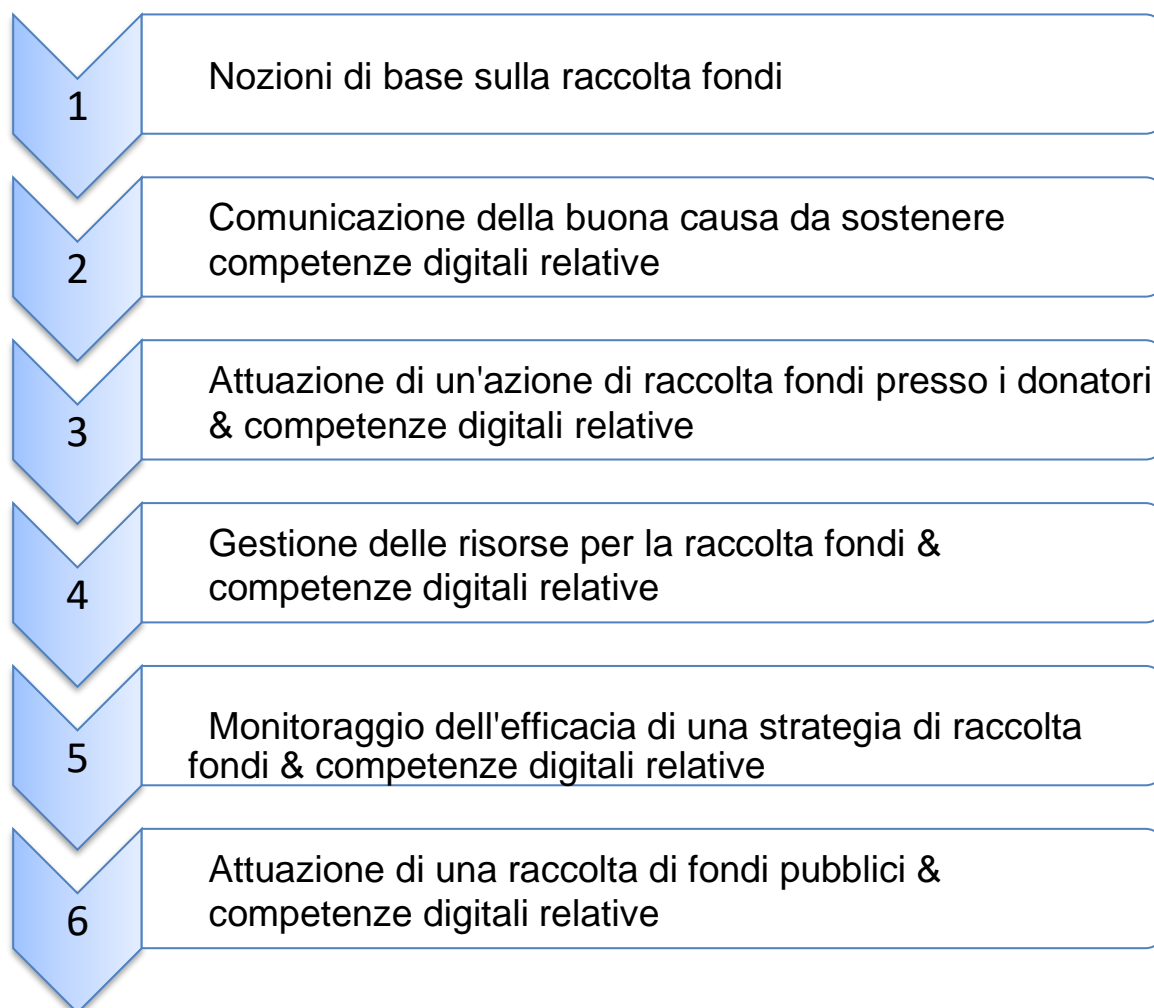 1
Nozioni di base sulla raccolta fondi
2
Comunicazione della buona causa da sostenere
competenze digitali relative
3
Attuazione di un'azione di raccolta fondi presso i donatori
& competenze digitali relative
4
Gestione delle risorse per la raccolta fondi &
competenze digitali relative
5
Monitoraggio dell'efficacia di una strategia di raccolta
fondi & competenze digitali relative
6
Attuazione di una raccolta di fondi pubblici &
competenze digitali relative